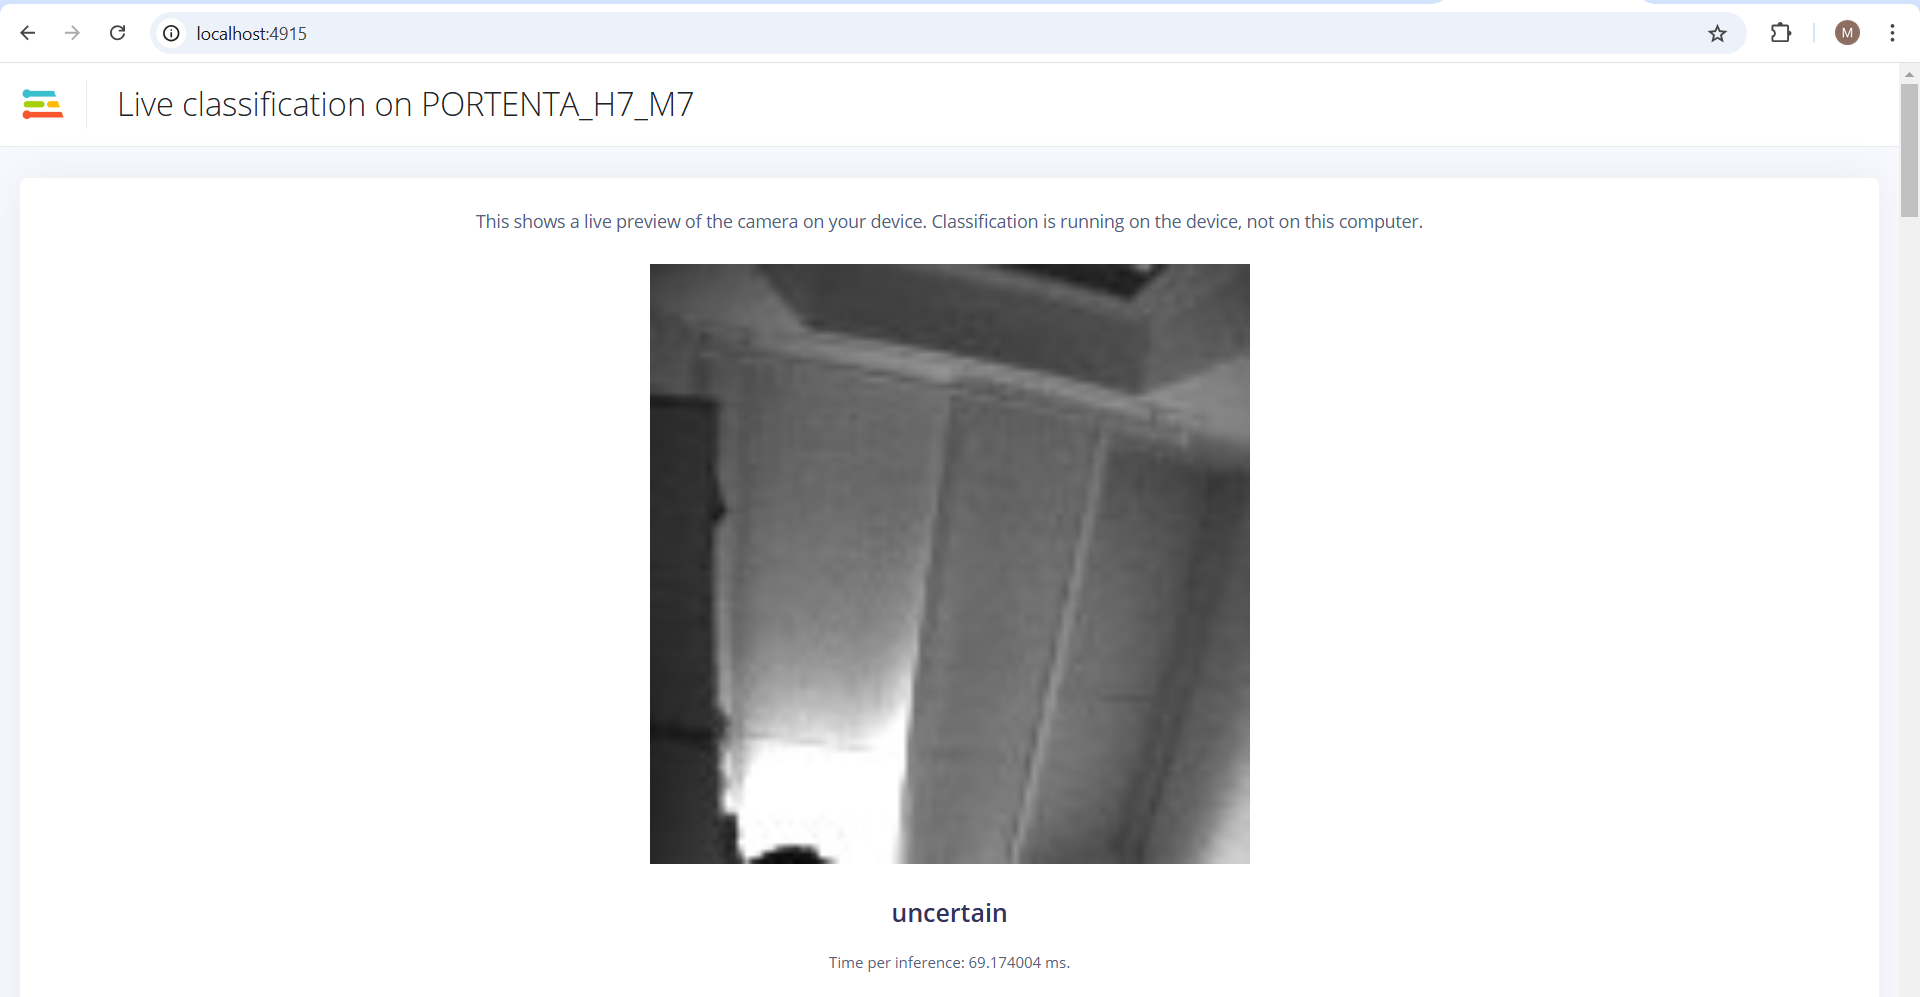 localhost:4915
M
Live classification on PORTENTA_H7_M7
This shows a live preview of the camera on your device. Classification is running on the device, not on this computer.
uncertain
Time per inference: 69.174004 ms.